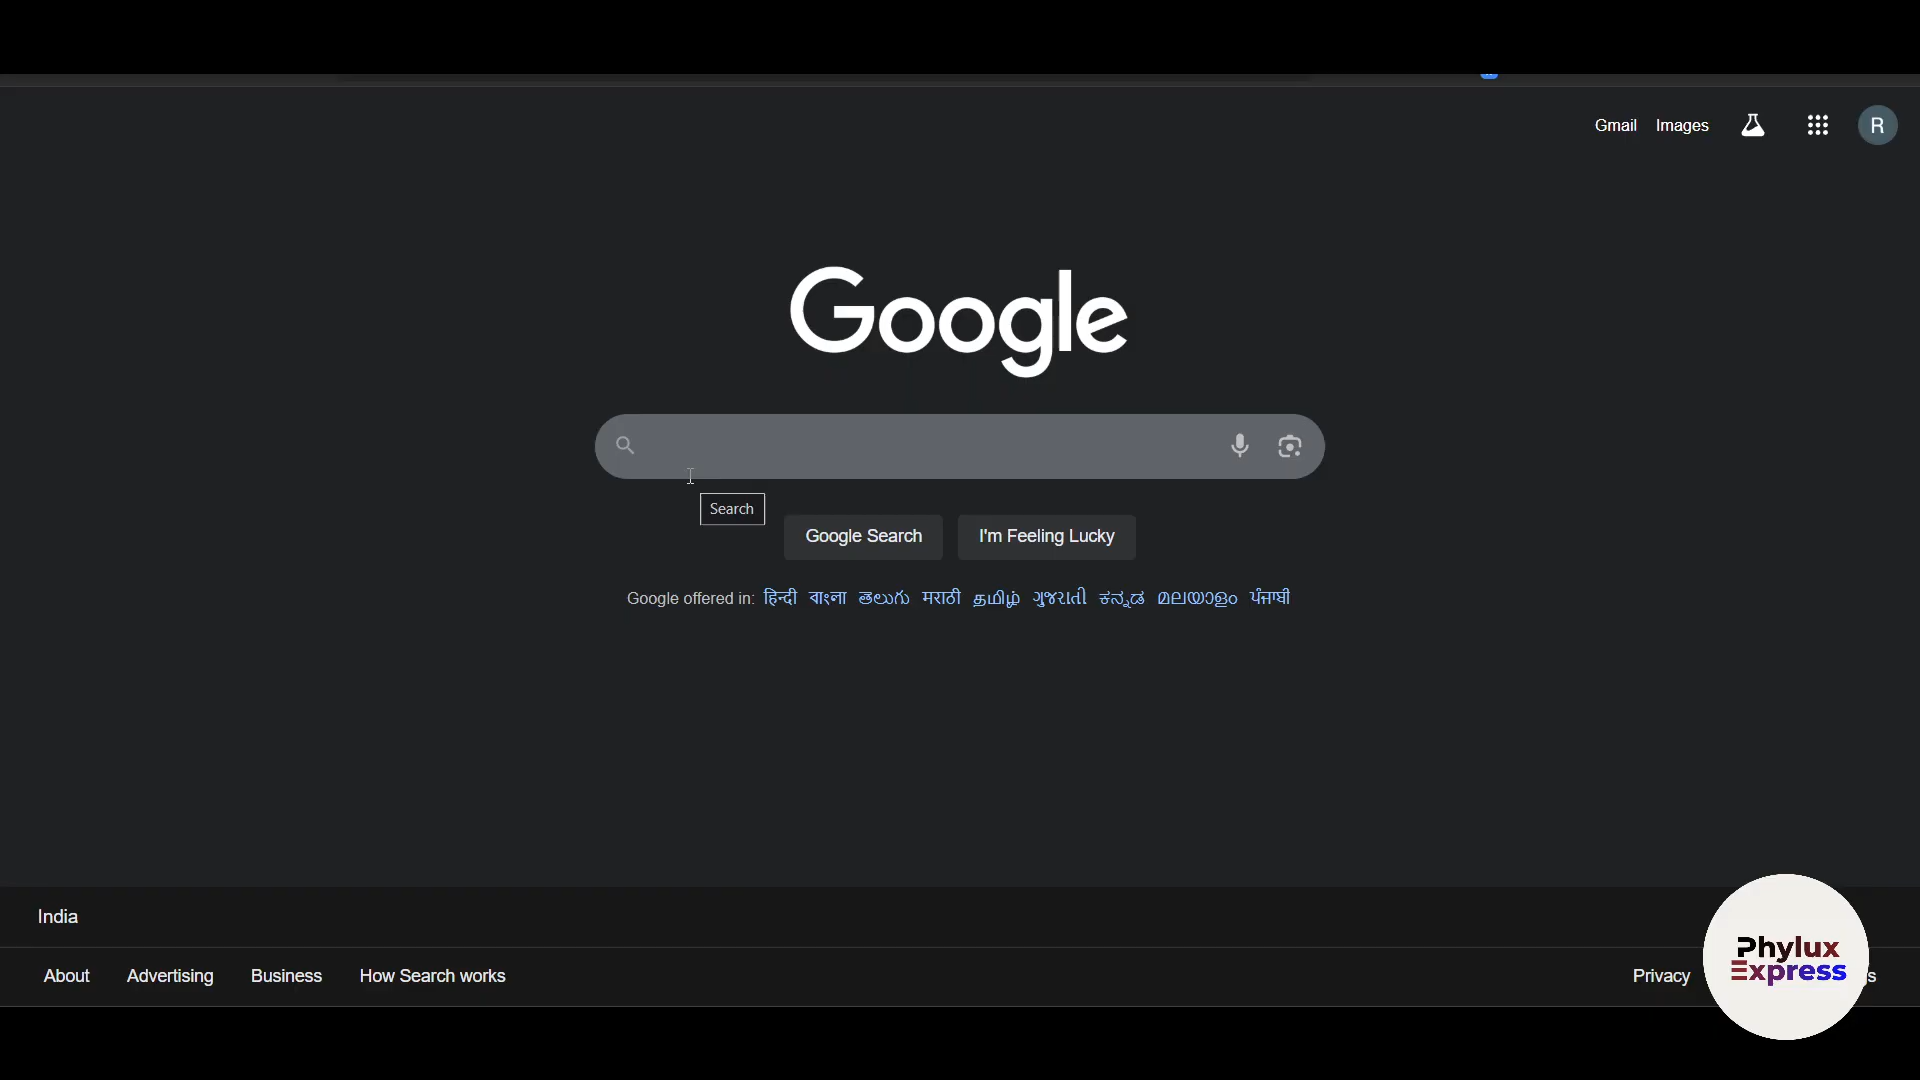 Gmail Images R
Google
Search
Google Search I'm Feeling Lucky
Google offered in: हिन्दी বাংলা తెలుగు मराठी தமிழ் ગુજરાતી ಕನ್ನಡ മലയാളം ਪੰਜਾਬੀ
India
About Advertising Business How Search works Privacy
Phylux
Express